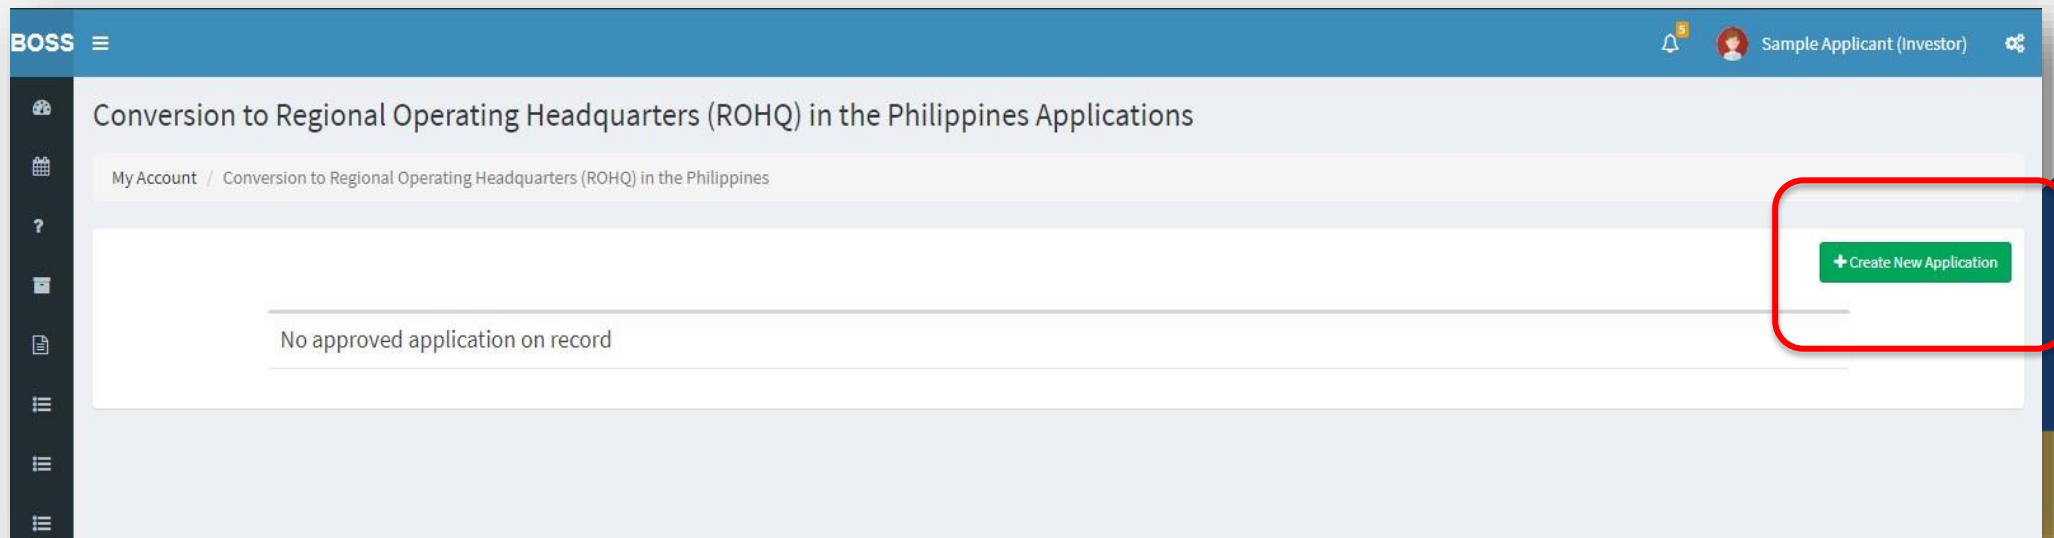 BOSS
5
Sample Applicant (Investor)
Conversion to Regional Operating Headquarters (ROHQ) in the Philippines Applications
My Account / Conversion to Regional Operating Headquarters (ROHQ) in the Philippines
?
+ Create New Application
No approved application on record